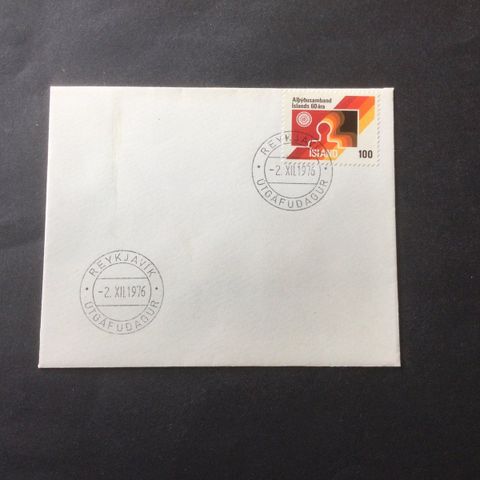 Alþýðusamband
Íslands 60 ára
ÍSLAND 100
REYKJAVÍK
-2. XII. 1976
ÚTGÁFUDAGUR
REYKJAVÍK
-2. XII. 1976
ÚTGÁFUDAGUR